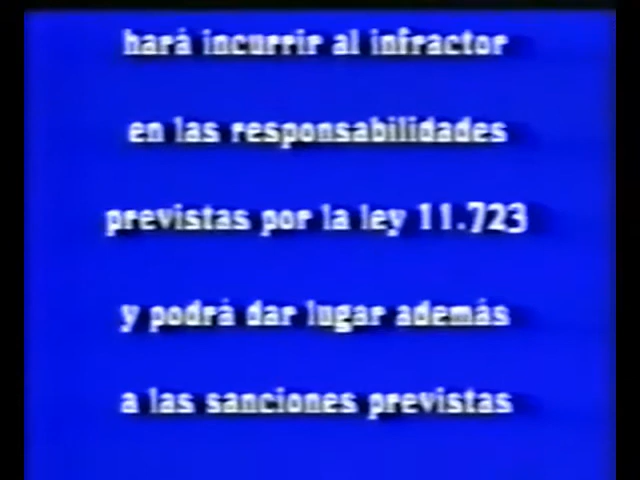 hará incurrir al infractor
en las responsabilidades
previstas por la ley 11.723
y podrá dar lugar además
a las sanciones previstas